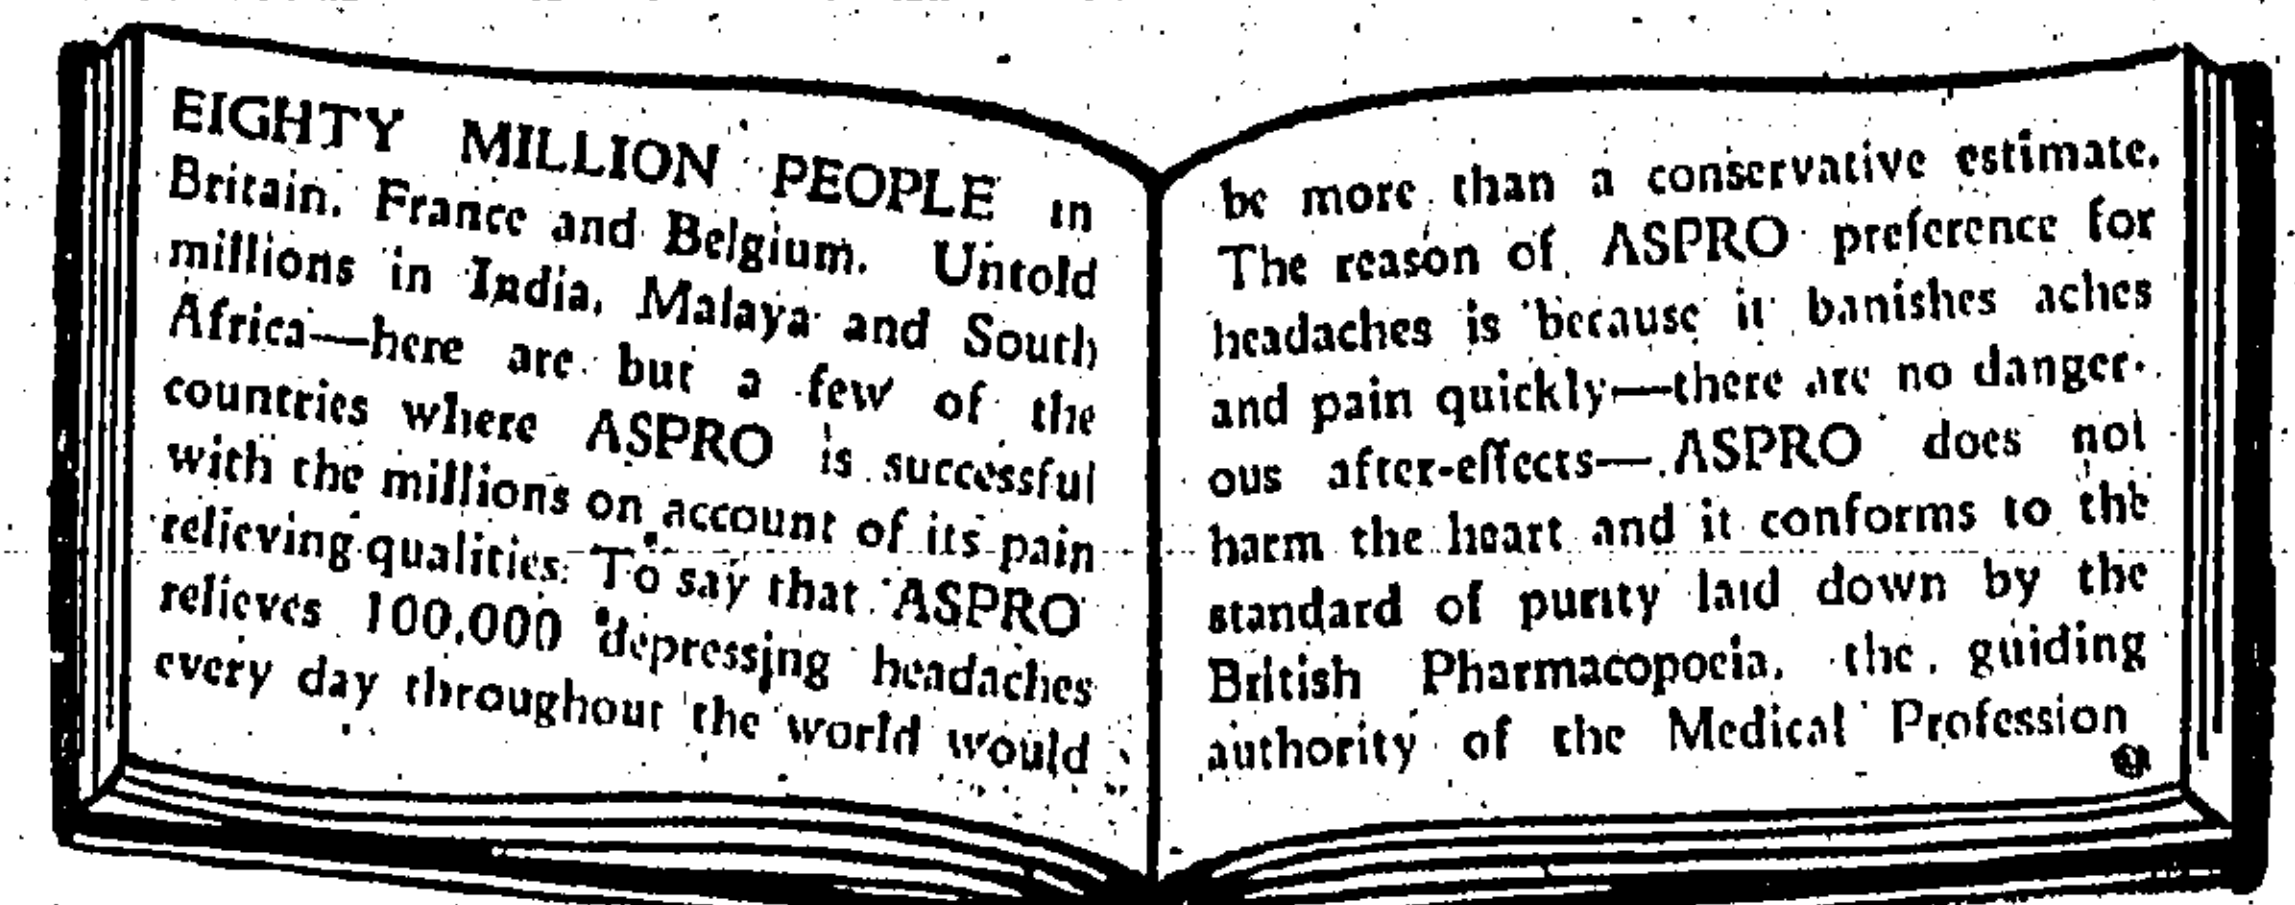 EIGHTY MILLION PEOPLE in
Britain, France and Belgium. Untold
millions in India, Malaya and South
Africa—here are but a few of the
countries where ASPRO is successful
with the millions on account of its pain
relieving qualities. To say that ASPRO
relieves 100,000 depressing headaches
every day throughout the world would
be more than a conservative estimate.
The reason of ASPRO preference for
headaches is because it banishes aches
and pain quickly—there are no danger-
ous after-effects—ASPRO does not
harm the heart and it conforms to the
standard of purity laid down by the
British Pharmacopoeia, the guiding
authority of the Medical Profession